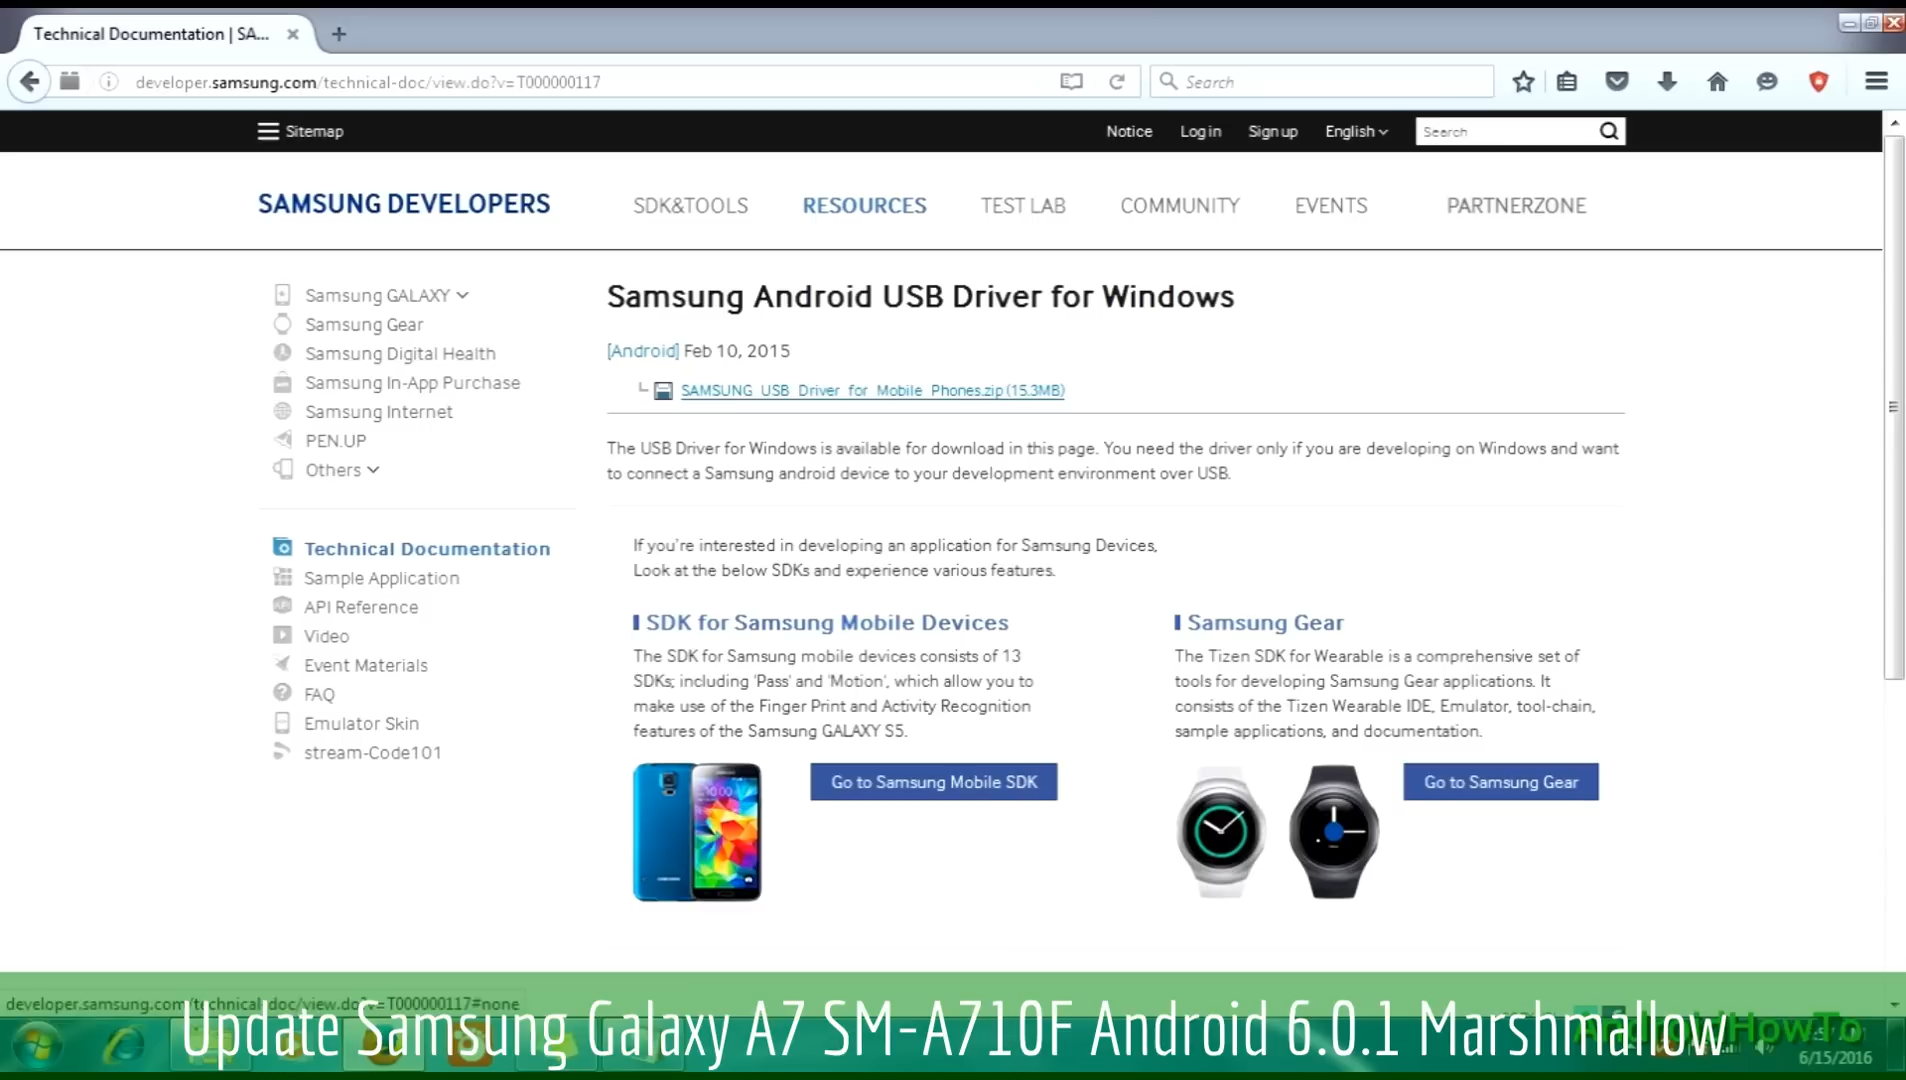 Technical Documentation | SA...
developer.samsung.com/technical-doc/view.do?v=T000000117
Search
Sitemap
Notice Log in Sign up English Search
SAMSUNG DEVELOPERS
SDK&TOOLS RESOURCES TEST LAB COMMUNITY EVENTS PARTNERZONE
Samsung GALAXY
Samsung Gear
Samsung Digital Health
Samsung In-App Purchase
Samsung Internet
PEN.UP
Others
Technical Documentation
Sample Application
API Reference
Video
Event Materials
FAQ
Emulator Skin
stream-Code101
Samsung Android USB Driver for Windows
[Android] Feb 10, 2015
SAMSUNG_USB_Driver_for_Mobile_Phones.zip (15.3MB)
The USB Driver for Windows is available for download in this page. You need the driver only if you are developing on Windows and want
to connect a Samsung android device to your development environment over USB.
If you're interested in developing an application for Samsung Devices,
Look at the below SDKs and experience various features.
SDK for Samsung Mobile Devices
The SDK for Samsung mobile devices consists of 13
SDKs; including 'Pass' and 'Motion', which allow you to
make use of the Finger Print and Activity Recognition
features of the Samsung GALAXY S5.
Go to Samsung Mobile SDK
Samsung Gear
The Tizen SDK for Wearable is a comprehensive set of
tools for developing Samsung Gear applications. It
consists of the Tizen Wearable IDE, Emulator, tool-chain,
sample applications, and documentation.
Go to Samsung Gear
developer.samsung.com/technical-doc/view.do?v=T000000117#none
Update Samsung Galaxy A7 SM-A710F Android 6.0.1 Marshmallow
AndroidHowTo
6/15/2016